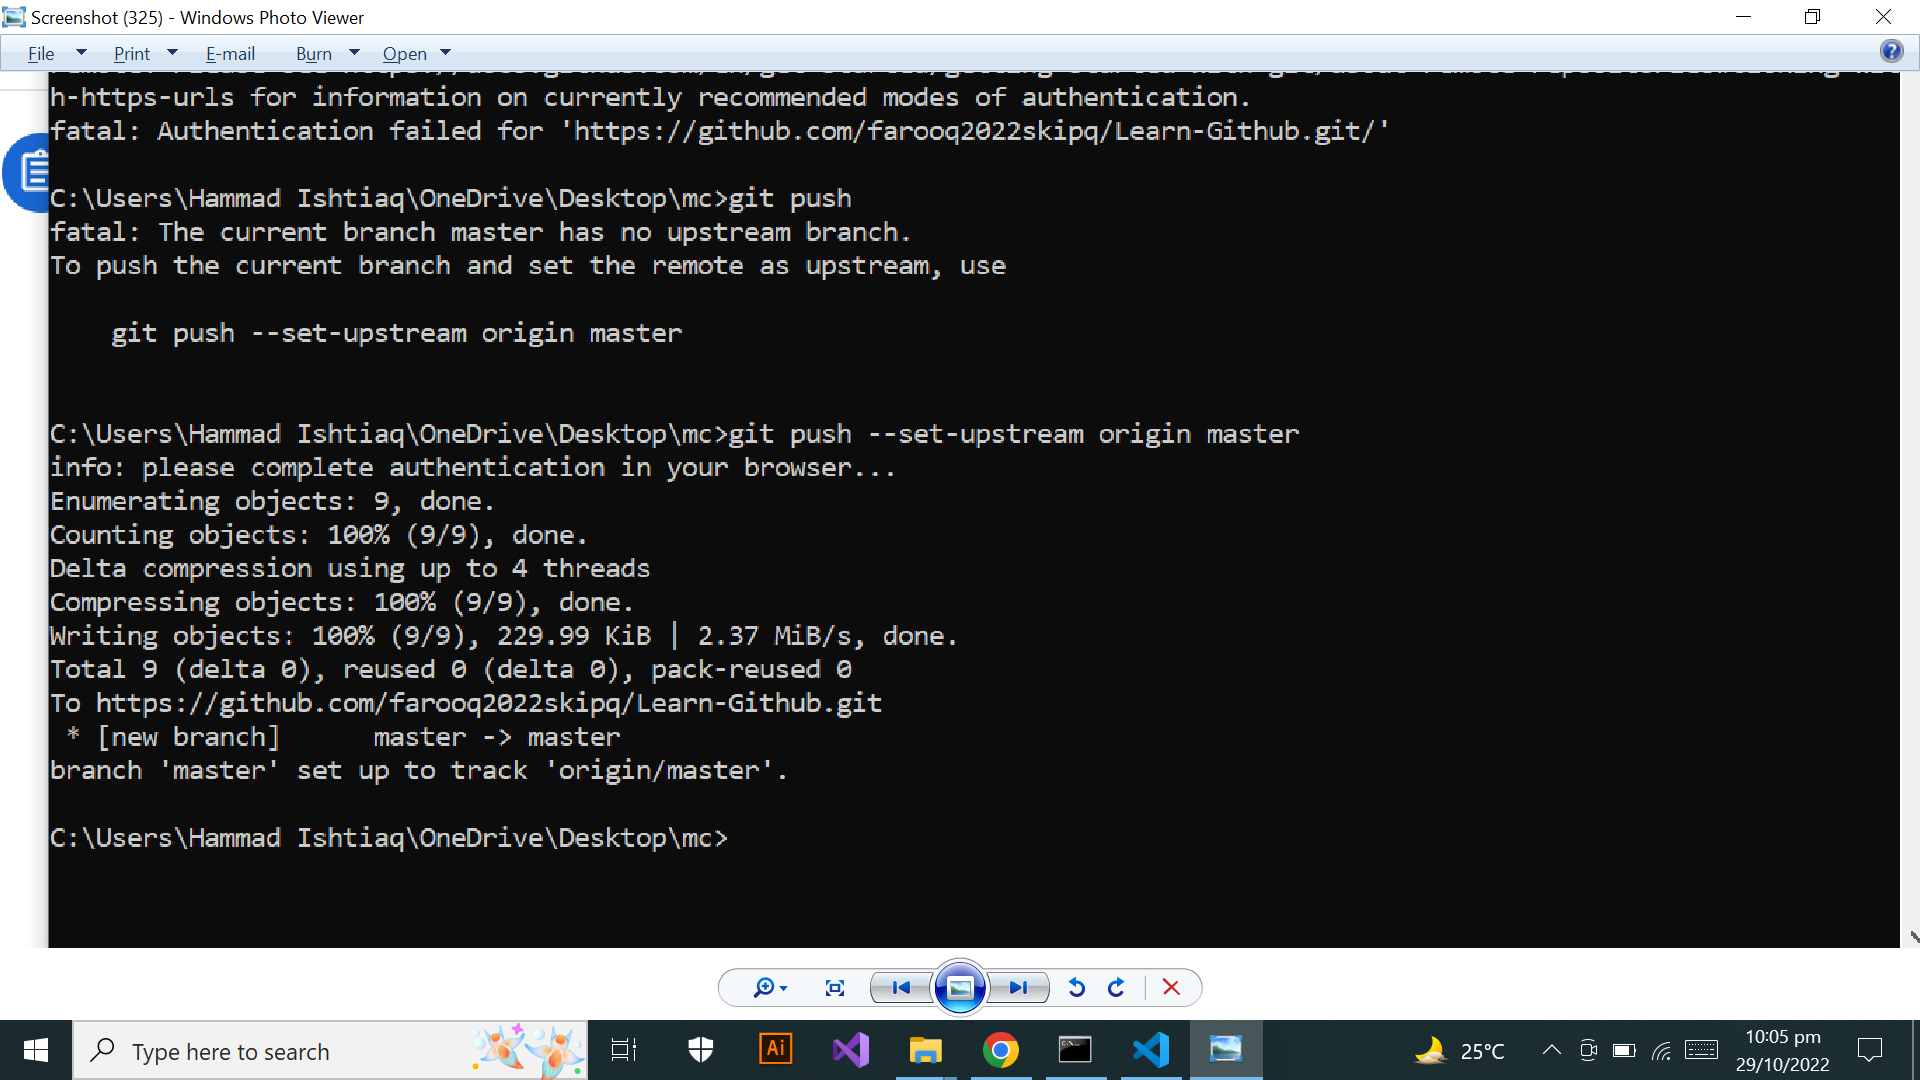 Screenshot (325) - Windows Photo Viewer
File Print E-mail Burn Open
h-https-urls for information on currently recommended modes of authentication.
fatal: Authentication failed for 'https://github.com/farooq2022skipq/Learn-Github.git/'
C:\Users\Hammad Ishtiaq\OneDrive\Desktop\mc>git push
fatal: The current branch master has no upstream branch.
To push the current branch and set the remote as upstream, use
git push --set-upstream origin master
C:\Users\Hammad Ishtiaq\OneDrive\Desktop\mc>git push --set-upstream origin master
info: please complete authentication in your browser...
Enumerating objects: 9, done.
Counting objects: 100% (9/9), done.
Delta compression using up to 4 threads
Compressing objects: 100% (9/9), done.
Writing objects: 100% (9/9), 229.99 KiB | 2.37 MiB/s, done.
Total 9 (delta 0), reused 0 (delta 0), pack-reused 0
To https://github.com/farooq2022skipq/Learn-Github.git
* [new branch] master -> master
branch 'master' set up to track 'origin/master'.
C:\Users\Hammad Ishtiaq\OneDrive\Desktop\mc>
Type here to search
Ai
25°C
10:05 pm
29/10/2022